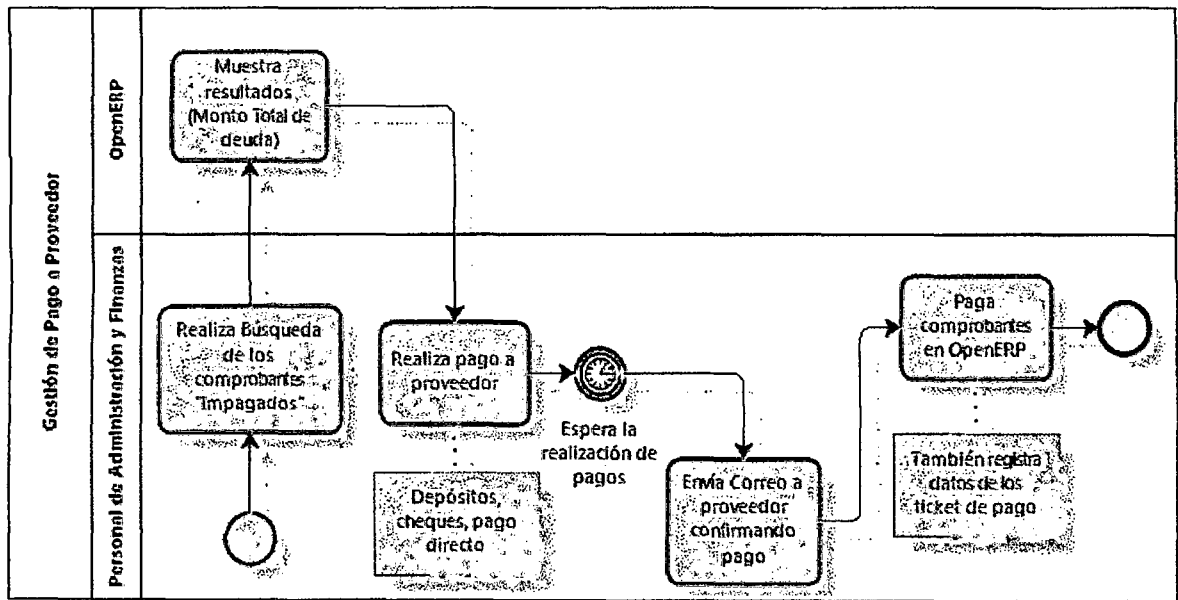 Gestión de Pago a Proveedor
OpenERP
Muestra
resultados
(Monto Total de
deuda)
Personal de Administración y Finanzas
Realiza Búsqueda
de los
comprobantes
"Impagados"
Realiza pago a
proveedor
Depósitos,
cheques, pago
directo
Espera la
realización de
pagos
Envía Correo a
proveedor
confirmando
pago
Paga
comprobantes
en OpenERP
También registra
datos de los
ticket de pago